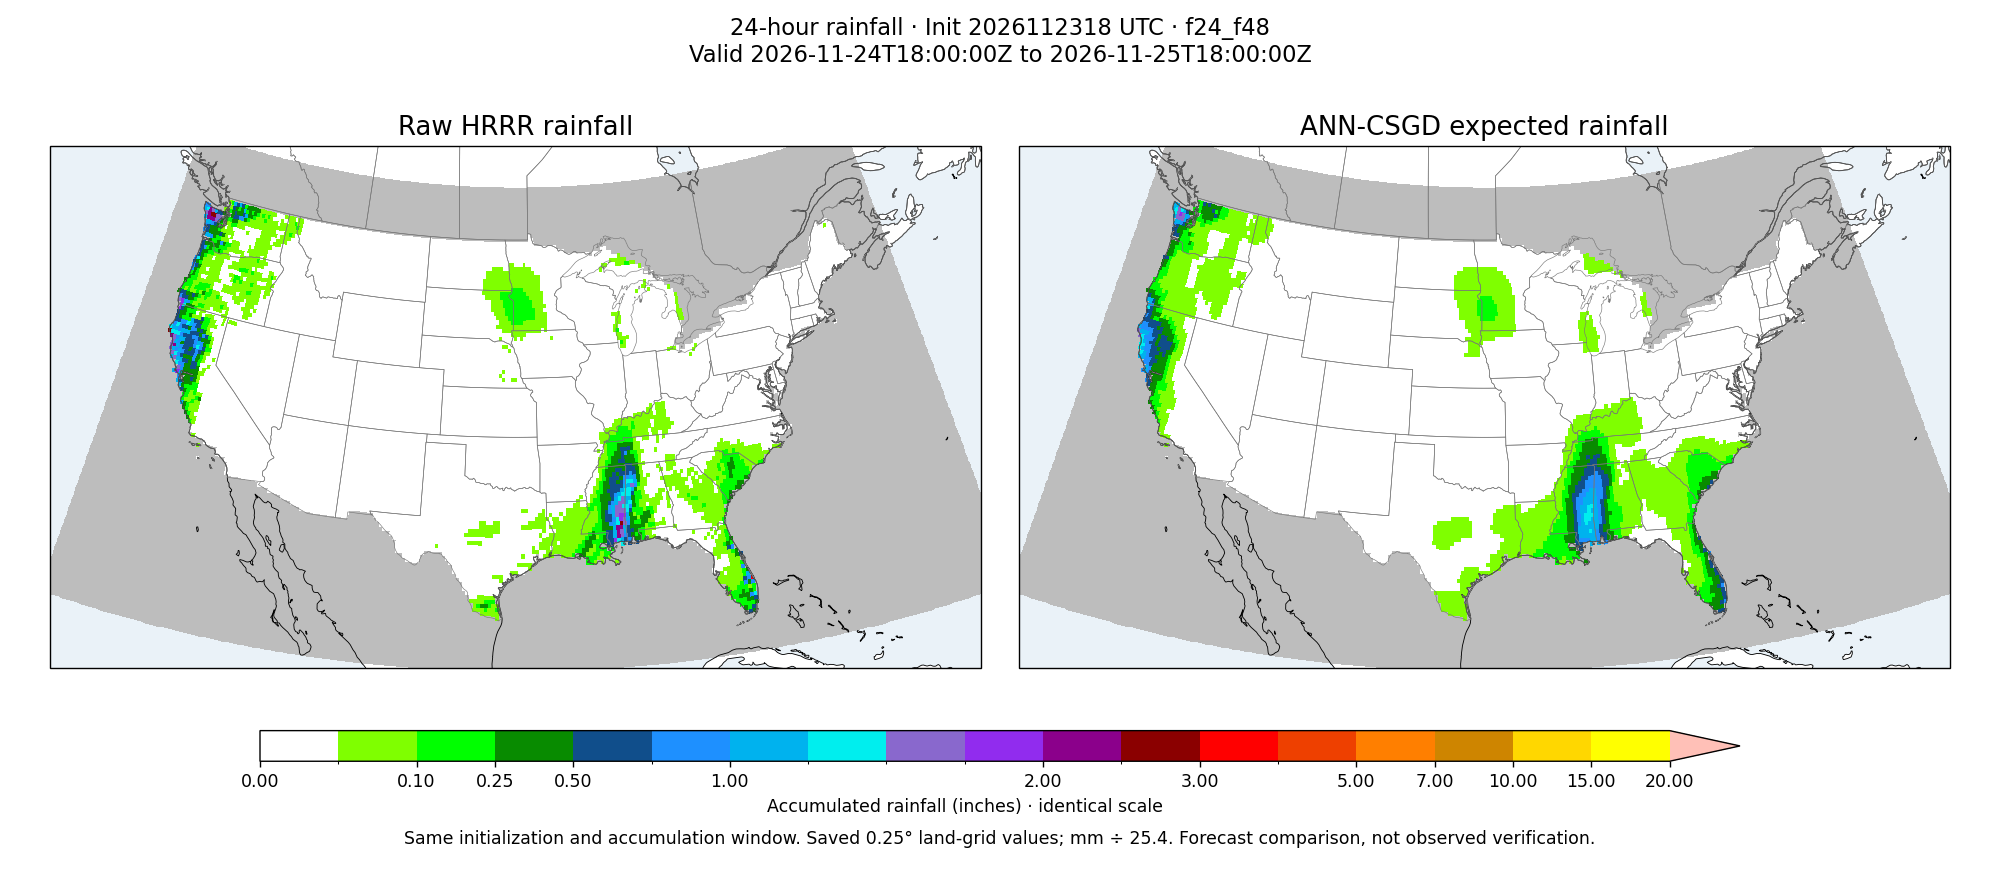 24-hour rainfall · Init 2026112318 UTC · f24_f48
Valid 2026-11-24T18:00:00Z to 2026-11-25T18:00:00Z
Raw HRRR rainfall
ANN-CSGD expected rainfall
0.00 0.10 0.25 0.50 1.00 2.00 3.00 5.00 7.00 10.00 15.00 20.00
Accumulated rainfall (inches) · identical scale
Same initialization and accumulation window. Saved 0.25° land-grid values; mm ÷ 25.4. Forecast comparison, not observed verification.